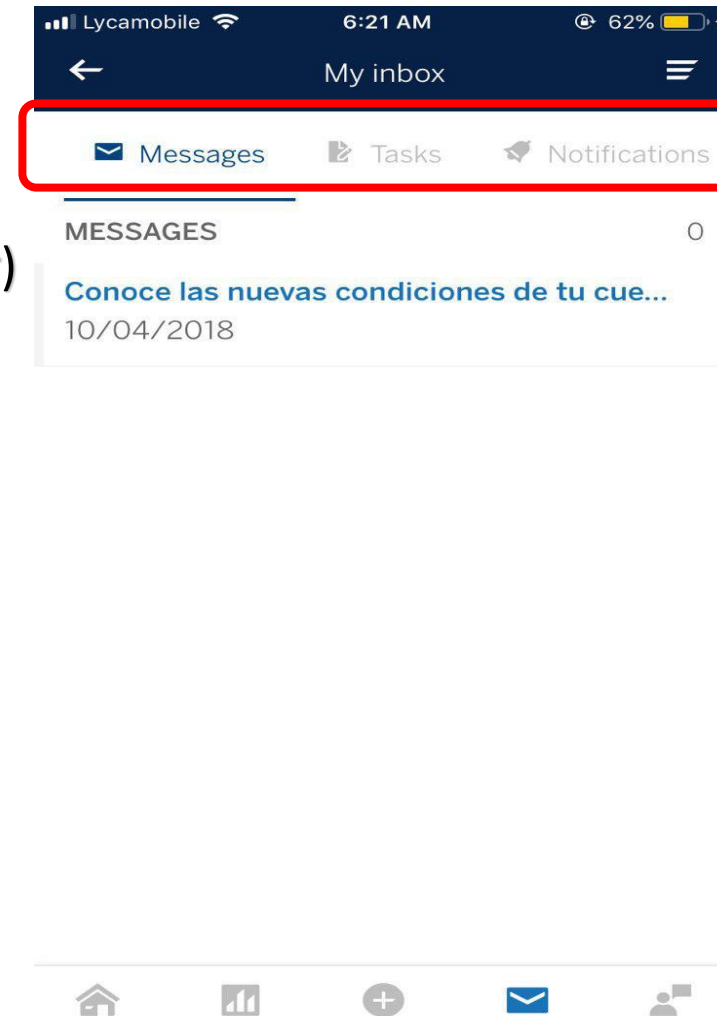 Lycamobile 6:21 AM 62%
My inbox
Messages Tasks Notifications
MESSAGES 0
)
Conoce las nuevas condiciones de tu cue...
10/04/2018